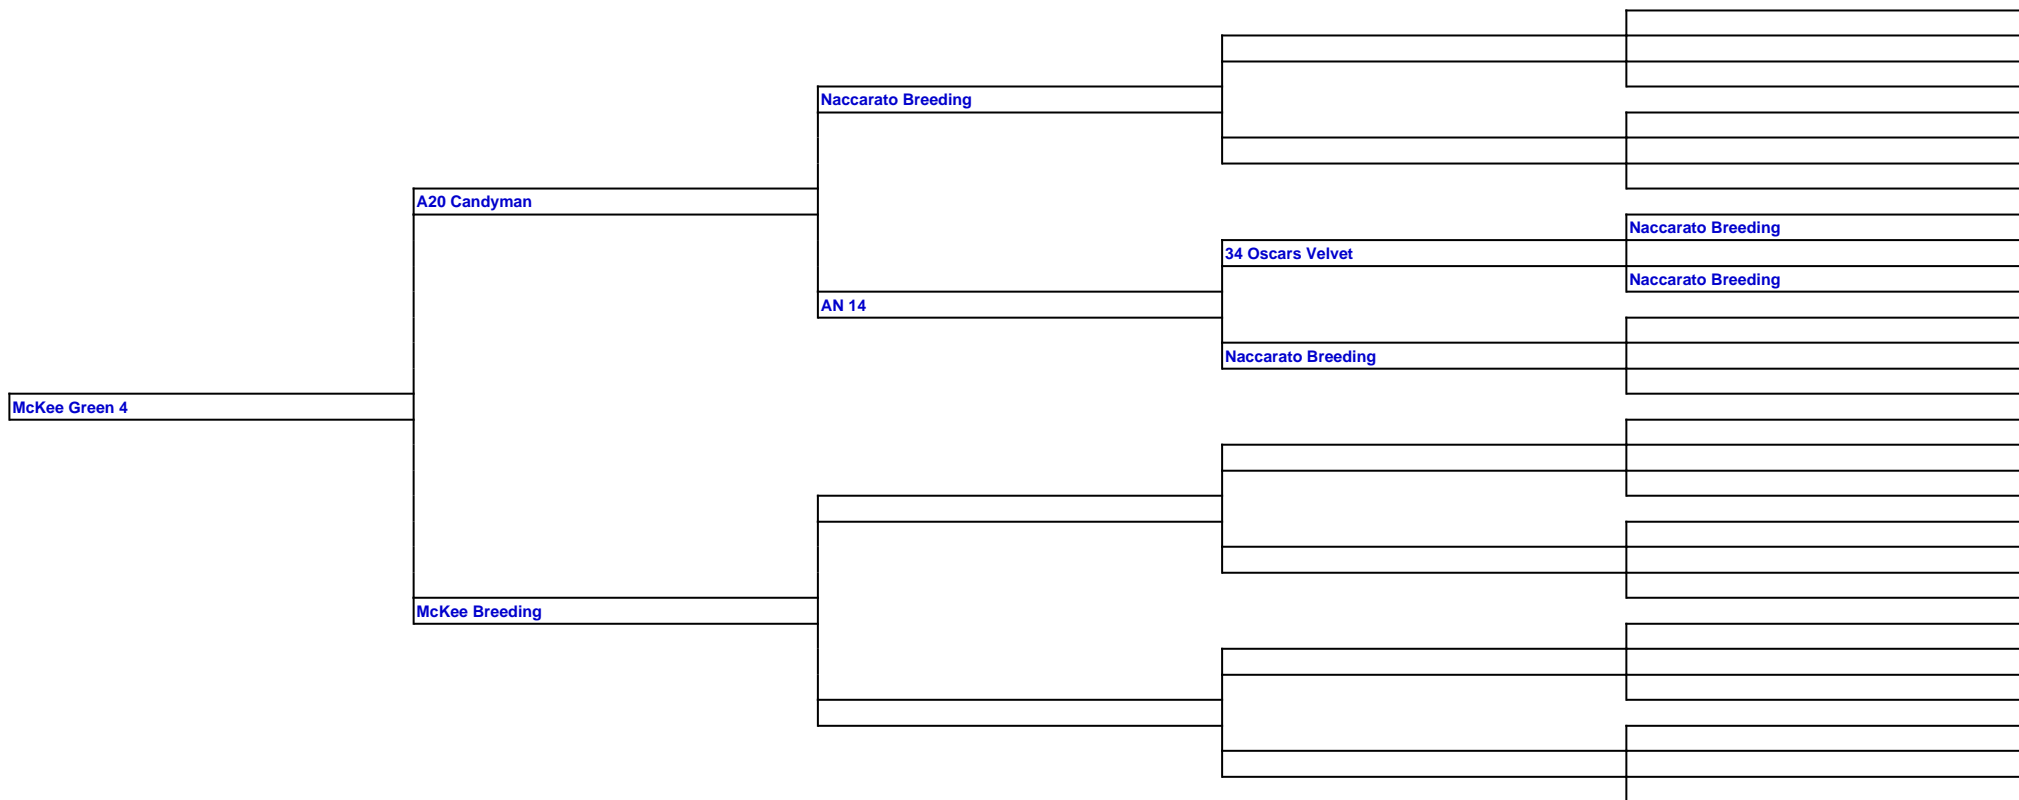 Naccarato Breeding
A20 Candyman
Naccarato Breeding
34 Oscars Velvet
Naccarato Breeding
AN 14
Naccarato Breeding
McKee Green 4
McKee Breeding